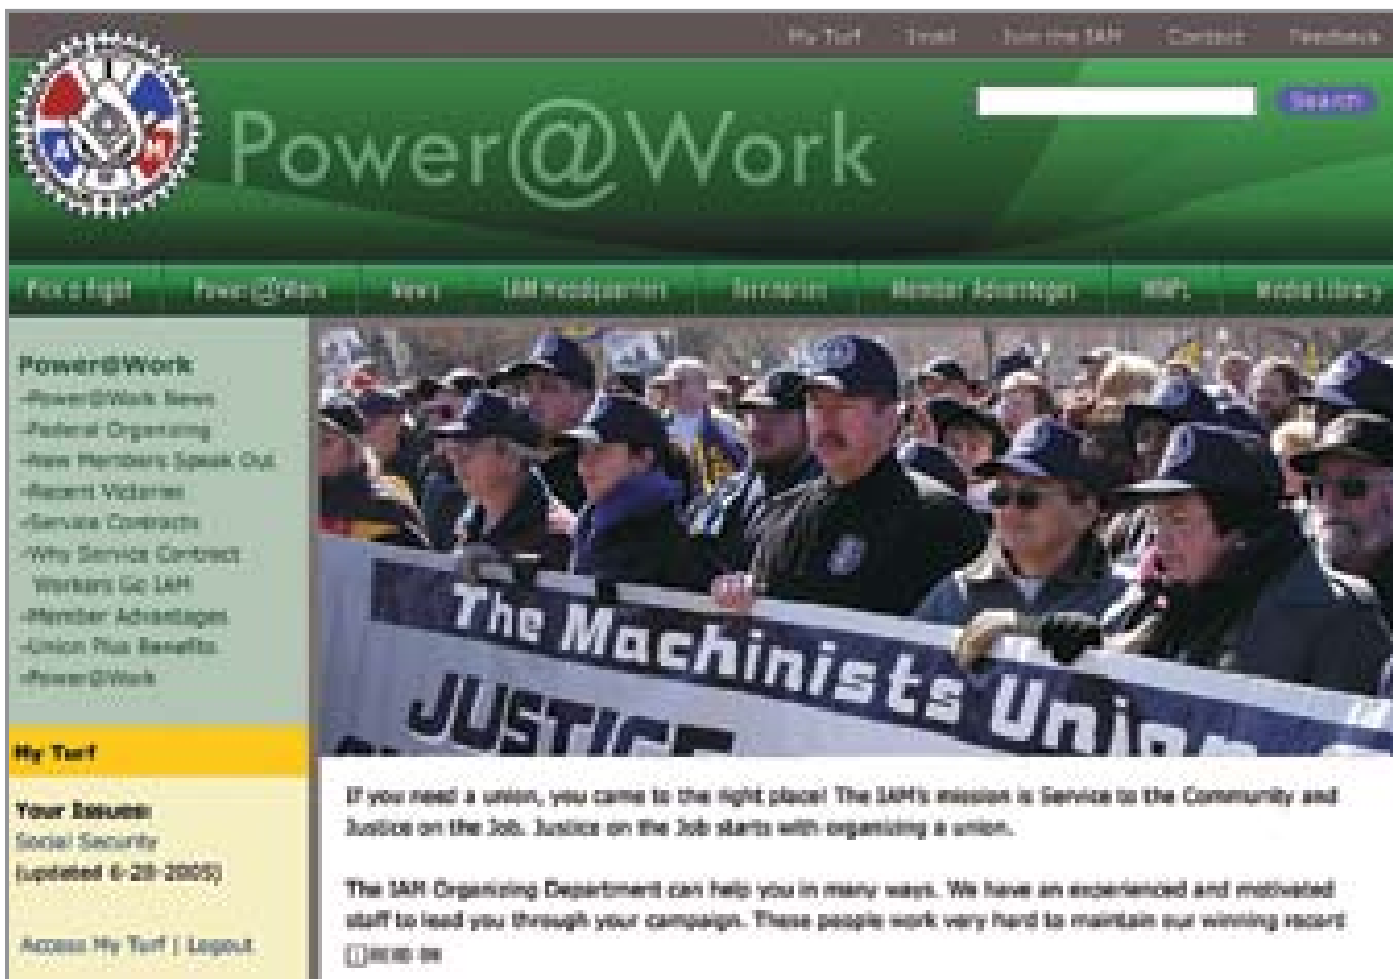 My Turf Email Join the IAM Contact Feedback
Search
I
A M
Power@Work
Pick a Fight Power@Work News IAM Headquarters Territories Member Advantages MNPL Media Library
Power@Work
-Power@Work News
-Federal Organizing
-New Members Speak Out
-Recent Victories
-Service Contracts
-Why Service Contract
Workers Go IAM
-Member Advantages
-Union Plus Benefits
-Power@Work
The Machinists Union
JUSTICE
My Turf
Your Issues:
Social Security
(updated 6-28-2005)
Access My Turf | Logout
If you need a union, you came to the right place! The IAM's mission is Service to the Community and
Justice on the Job. Justice on the Job starts with organizing a union.
The IAM Organizing Department can help you in many ways. We have an experienced and motivated
staff to lead you through your campaign. These people work very hard to maintain our winning record